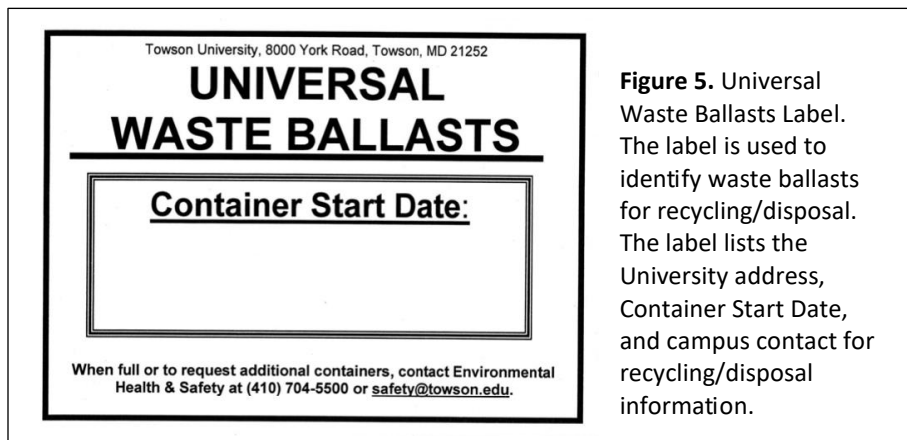 Towson University, 8000 York Road, Towson, MD 21252
UNIVERSAL
WASTE BALLASTS
Container Start Date:
When full or to request additional containers, contact Environmental
Health & Safety at (410) 704-5500 or safety@towson.edu.
Figure 5. Universal
Waste Ballasts Label.
The label is used to
identify waste ballasts
for recycling/disposal.
The label lists the
University address,
Container Start Date,
and campus contact for
recycling/disposal
information.